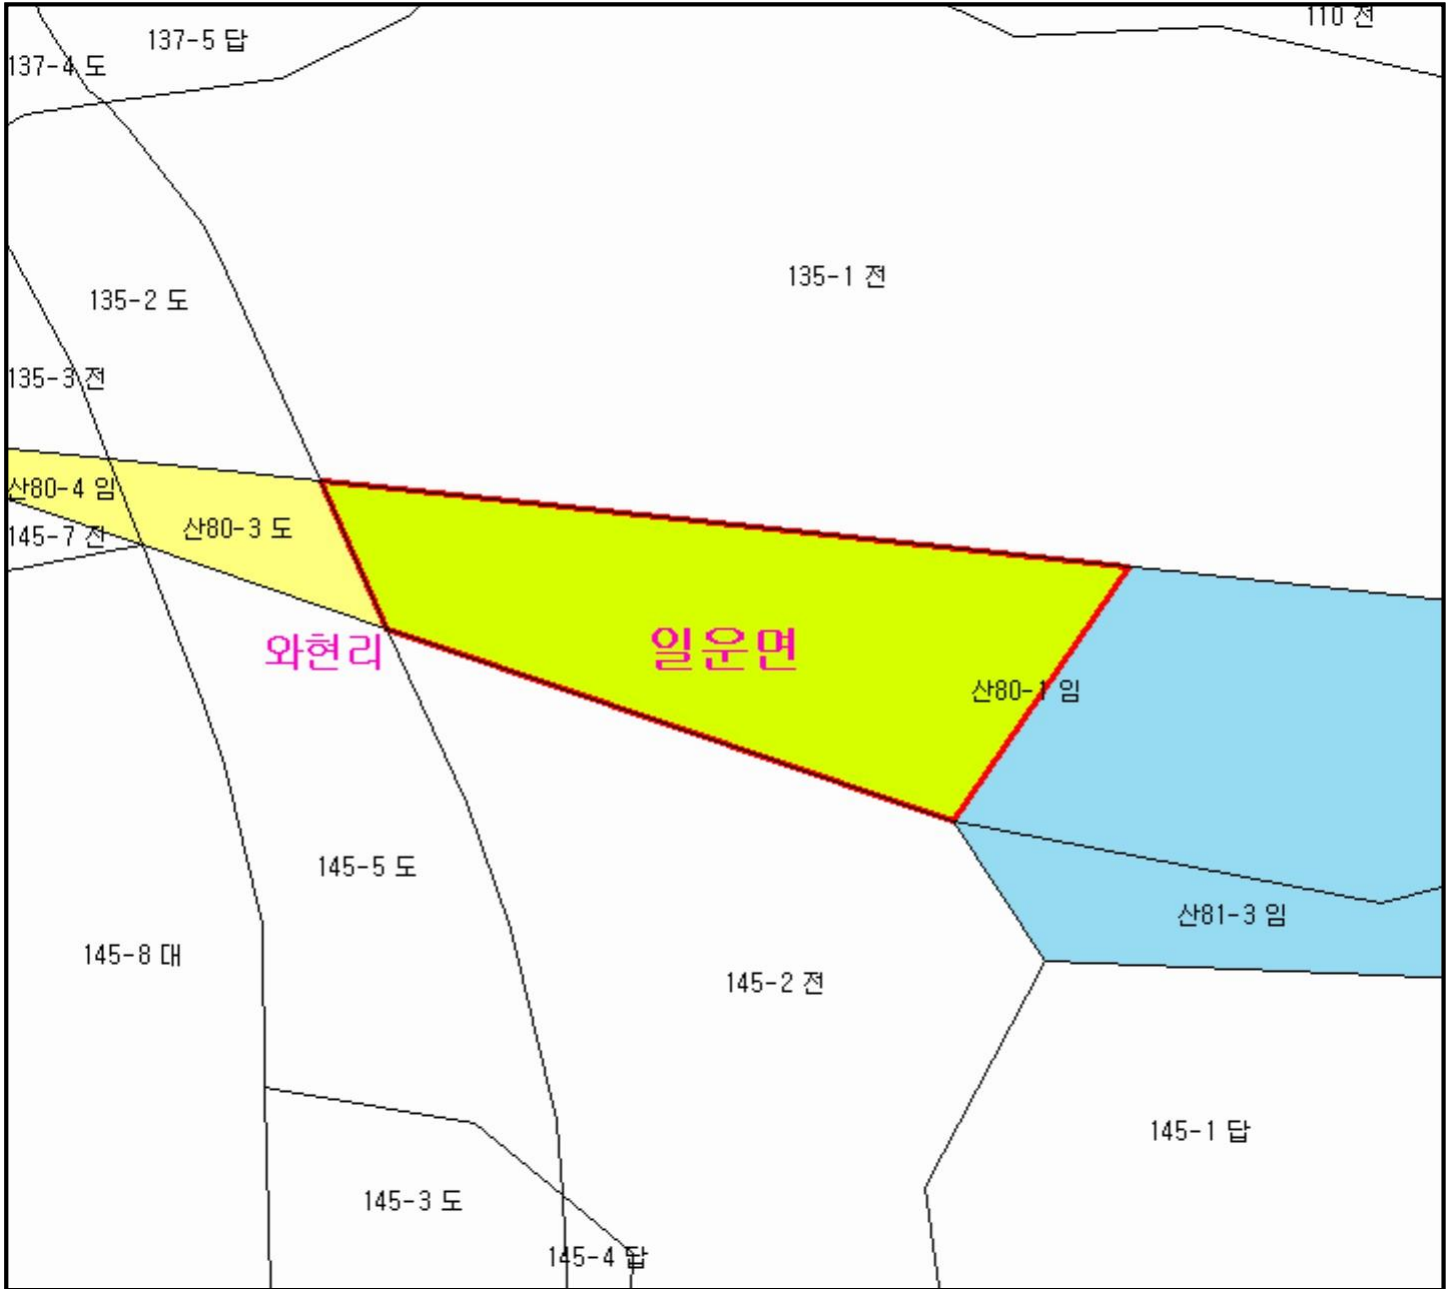 110 전
137-5 답
137-4 도
135-1 전
135-2 도
135-3 전
산80-4 임
산80-3 도
145-7 전
와현리
일운면
산80-1 임
145-5 도
산81-3 임
145-8 대
145-2 전
145-1 답
145-3 도
145-4 답